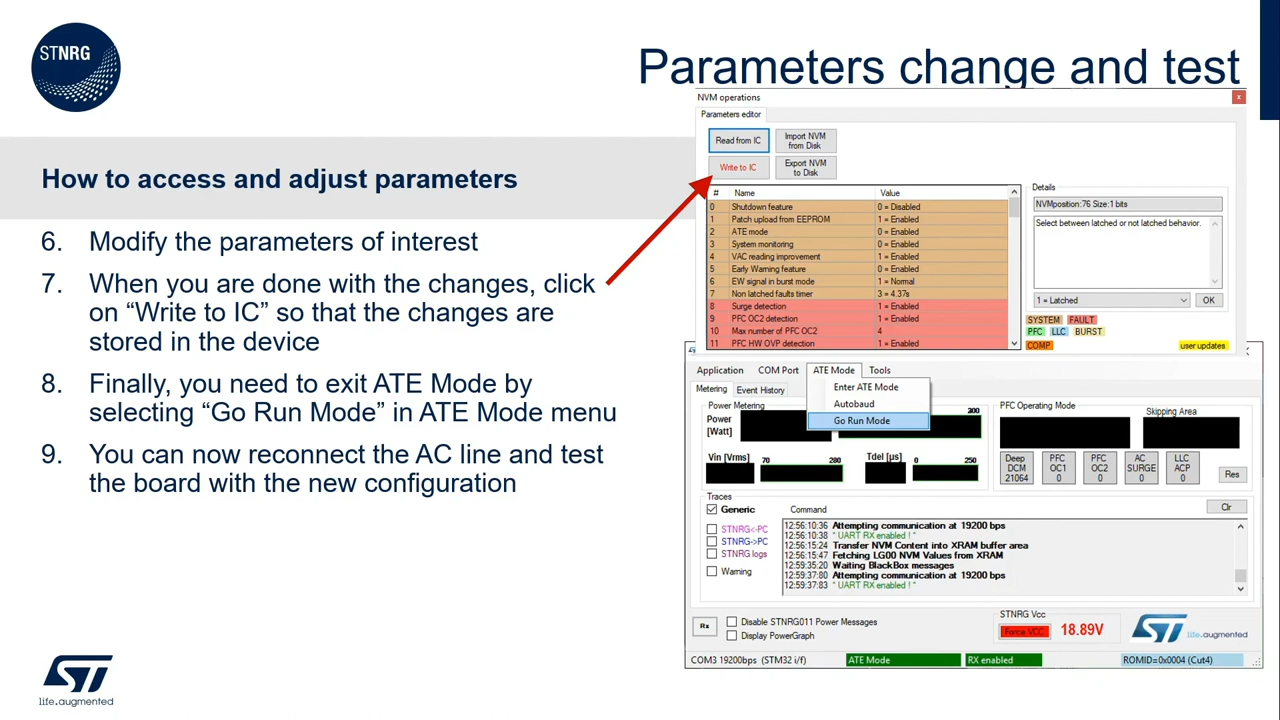 STNRG
Parameters change and test
How to access and adjust parameters
6. Modify the parameters of interest
7. When you are done with the changes, click
on “Write to IC” so that the changes are
stored in the device
8. Finally, you need to exit ATE Mode by
selecting “Go Run Mode” in ATE Mode menu
9. You can now reconnect the AC line and test
the board with the new configuration
NVM operations
x
Parameters editor
Read from IC
Import NVM
from Disk
Write to IC
Export NVM
to Disk
# Name Value
0 Shutdown feature 0 = Disabled
1 Patch upload from EEPROM 1 = Enabled
2 ATE mode 0 = Enabled
3 System monitoring 0 = Enabled
4 VAC reading improvement 1 = Enabled
5 Early Warning feature 0 = Enabled
6 EW signal in burst mode 1 = Normal
7 Non latched faults timer 3 = 4.37s
8 Surge detection 1 = Enabled
9 PFC OC2 detection 1 = Enabled
10 Max number of PFC OC2 4
11 PFC HW OVP detection 1 = Enabled
Details
NVMposition:76 Size:1 bits
Select between latched or not latched behavior.
1 = Latched
OK
SYSTEM FAULT
PFC LLC BURST
COMP
user updates
Application COM Port ATE Mode Tools
Enter ATE Mode
Autobaud
Go Run Mode
Metering Event History
Power Metering
Power
[Watt]
300
Vin [Vrms] 70 280 Tdel [µs] 0 250
PFC Operating Mode
Skipping Area
Deep
DCM
21064
PFC
OC1
0
PFC
OC2
0
AC
SURGE
0
LLC
ACP
0
Res
Traces
Generic
Command
Clr
STNRG<-PC
STNRG->PC
STNRG logs
Warning
12:56:10:36 Attempting communication at 19200 bps
12:56:10:38 " UART RX enabled ! "
12:56:15:24 Transfer NVM Content into XRAM buffer area
12:56:15:47 Fetching LG00 NVM Values from XRAM
12:59:35:20 Waiting BlackBox messages
12:59:37:80 Attempting communication at 19200 bps
12:59:37:83 " UART RX enabled ! "
Rx
Disable STNRG011 Power Messages
Display PowerGraph
STNRG Vcc
Force VCC
18.89V
ST
life.augmented
COM3 19200bps (STM32 i/f)
ATE Mode
RX enabled
ROMID=0x0004 (Cut4)
ST
life.augmented